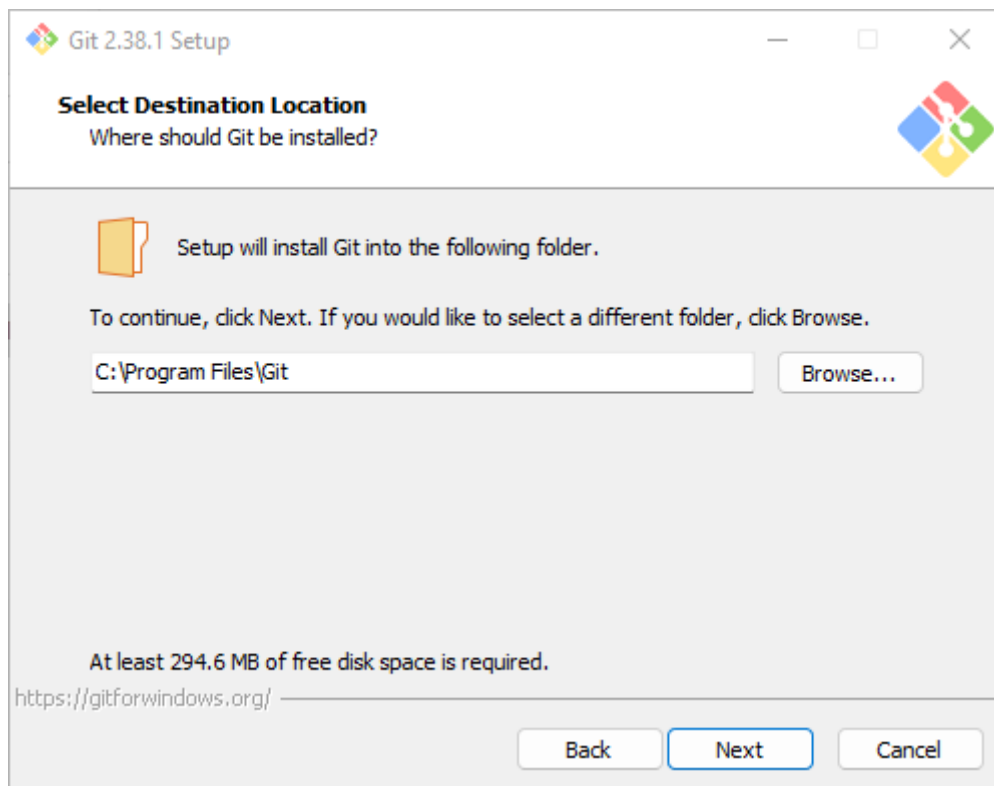 Git 2.38.1 Setup
Select Destination Location
Where should Git be installed?
Setup will install Git into the following folder.
To continue, click Next. If you would like to select a different folder, click Browse.
C:\Program Files\Git
Browse...
At least 294.6 MB of free disk space is required.
https://gitforwindows.org/
Back
Next
Cancel